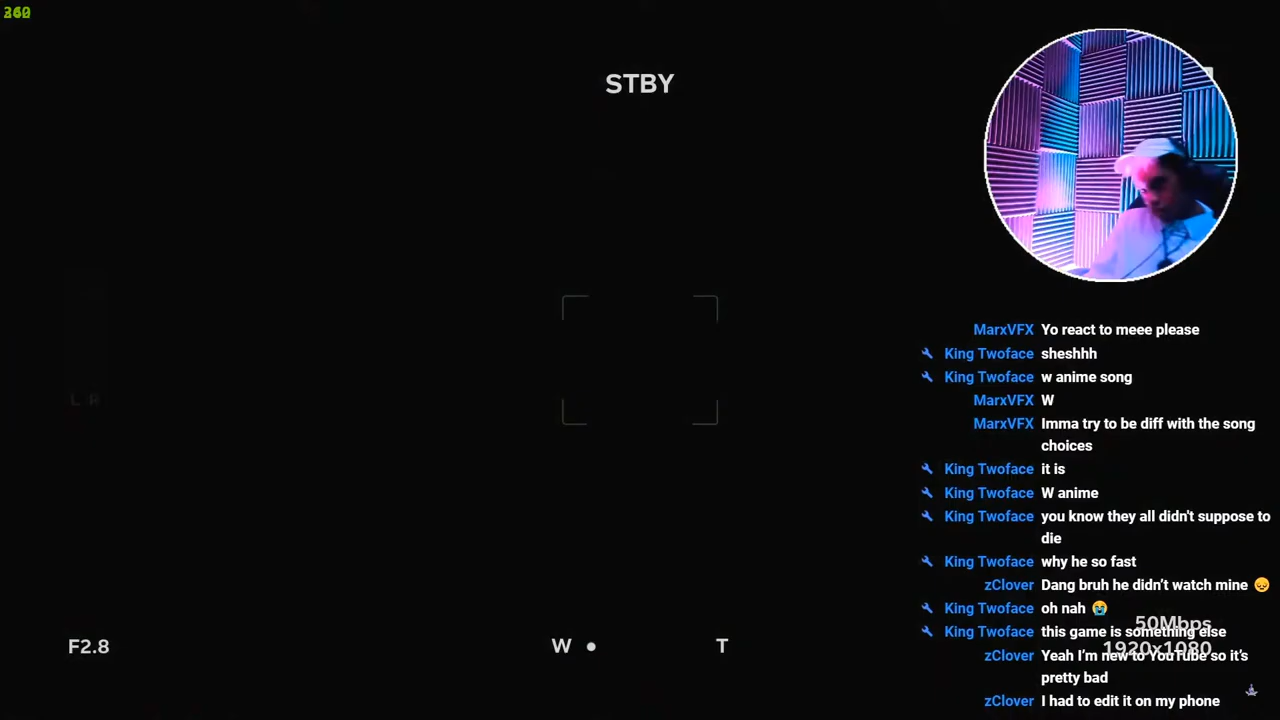 STBY
MarxVFX Yo react to meee please
King Twoface sheshhh
King Twoface w anime song
MarxVFX W
MarxVFX Imma try to be diff with the song
choices
King Twoface it is
King Twoface W anime
King Twoface you know they all didn't suppose to
die
King Twoface why he so fast
zClover Dang bruh he didn’t watch mine 😞
King Twoface oh nah 😭
50Mbps
King Twoface this game is something else
1920x1080
zClover Yeah I’m new to YouTube so it’s
pretty bad
zClover I had to edit it on my phone
L R
F2.8
W T